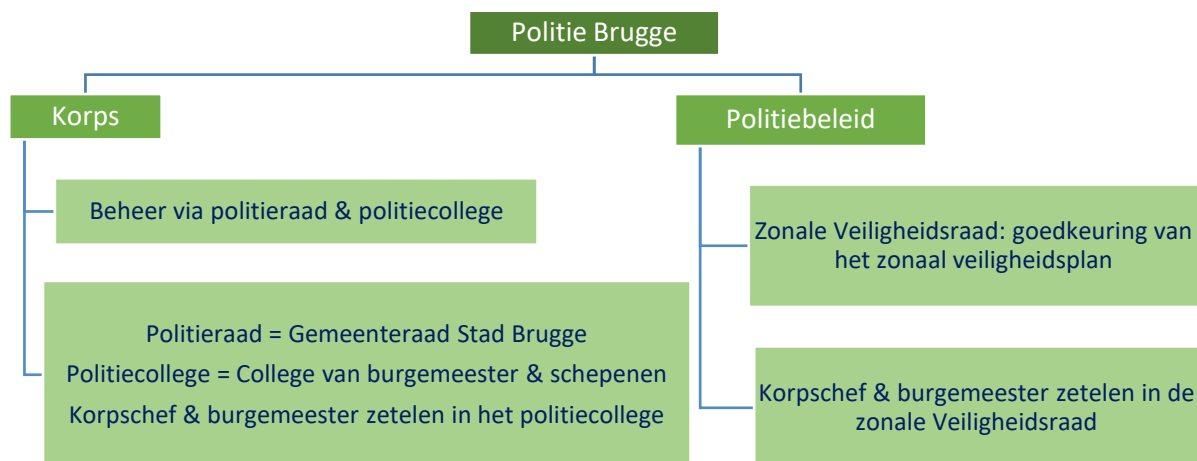 Politie Brugge
Korps
Beheer via politieraad & politiecollege
Politieraad = Gemeenteraad Stad Brugge
Politiecollege = College van burgemeester & schepenen
Korpschef & burgemeester zetelen in het politiecollege
Politiebeleid
Zonale Veiligheidsraad: goedkeuring van
het zonaal veiligheidsplan
Korpschef & burgemeester zetelen in de
zonale Veiligheidsraad